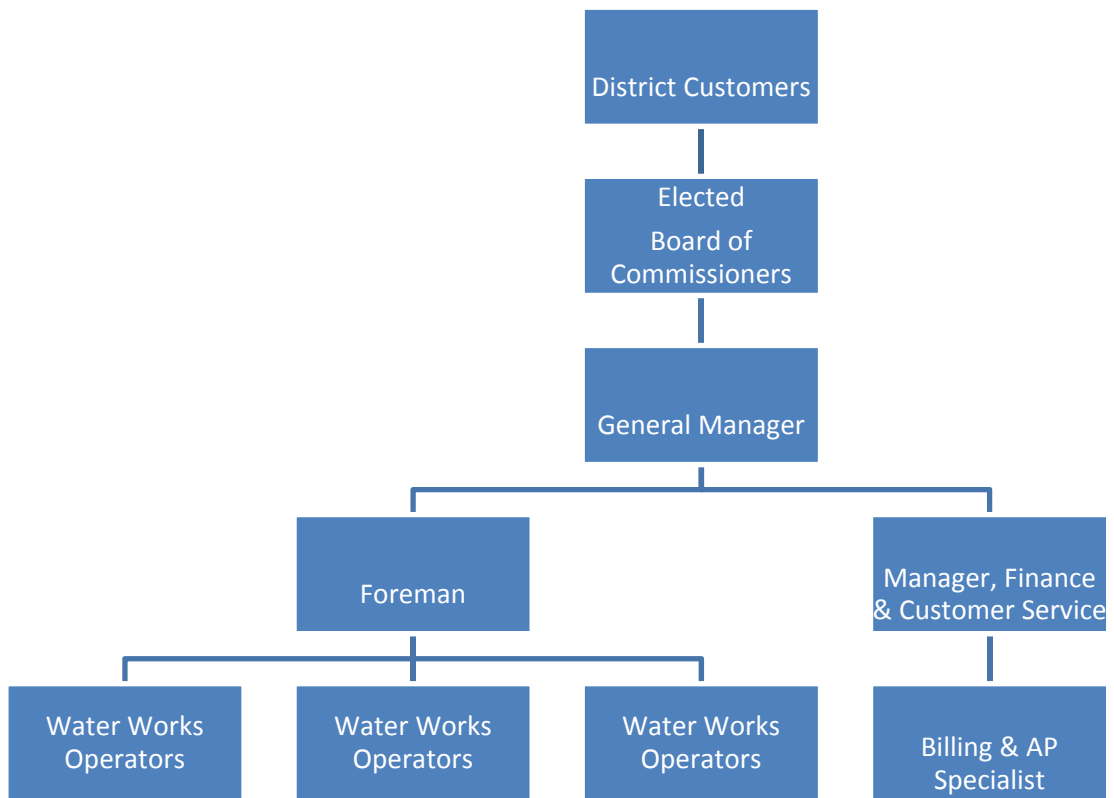 District Customers
Elected
Board of
Commissioners
General Manager
Foreman
Manager, Finance
& Customer Service
Water Works
Operators
Water Works
Operators
Water Works
Operators
Billing & AP
Specialist